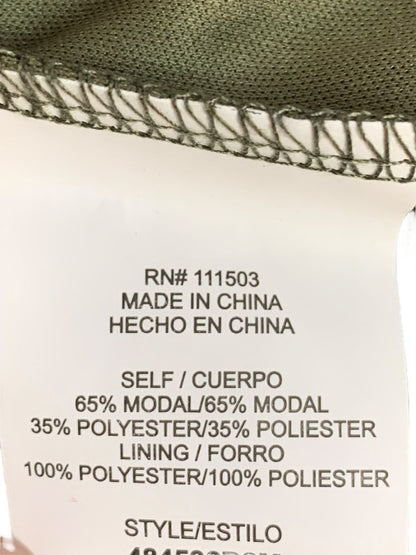 RN# 111503
MADE IN CHINA
HECHO EN CHINA
SELF / CUERPO
65% MODAL/65% MODAL
35% POLYESTER/35% POLIESTER
LINING / FORRO
100% POLYESTER/100% POLIESTER
STYLE/ESTILO